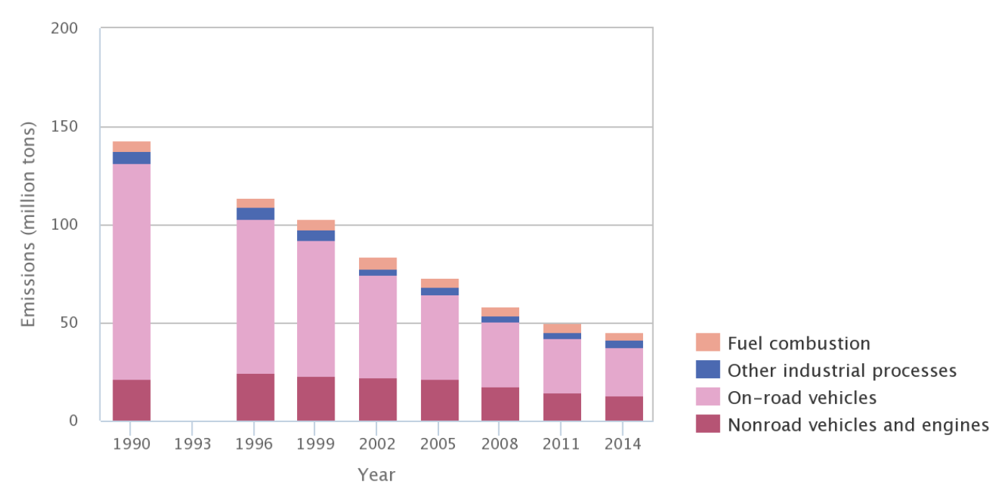 200
150
100
50
0
Emissions (million tons)
1990 1993 1996 1999 2002 2005 2008 2011 2014
Year
Fuel combustion
Other industrial processes
On-road vehicles
Nonroad vehicles and engines